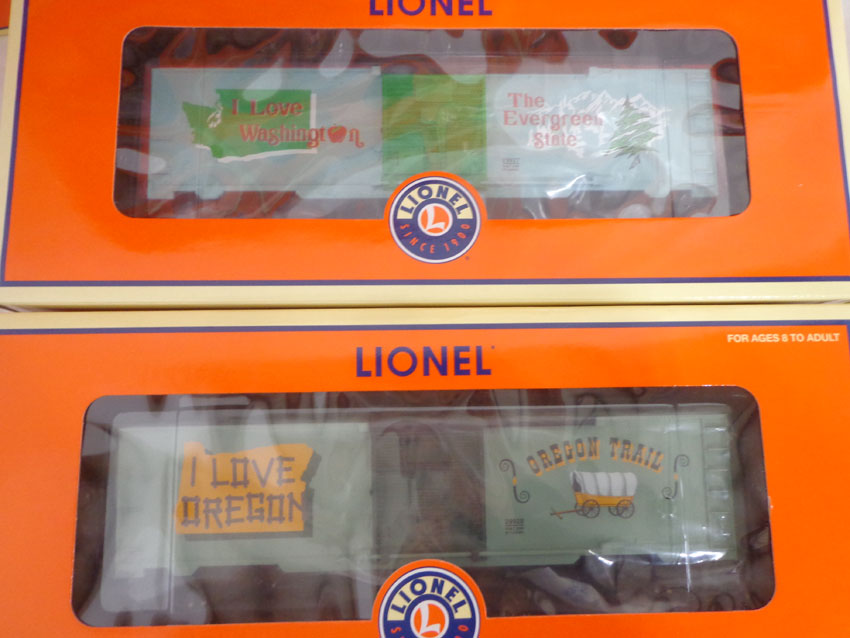 LIONEL
I Love
Washington
The
Evergreen
State
LIONEL
L
SINCE 1900
FOR AGES 8 TO ADULT
LIONEL
I LOVE
OREGON
OREGON TRAIL
LIONEL
L